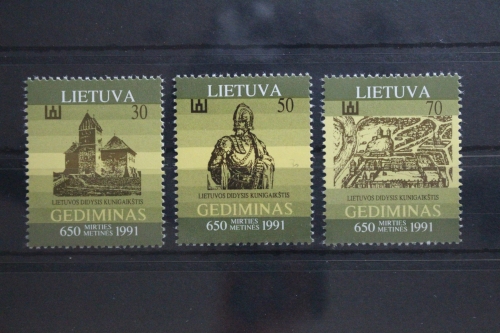 LIETUVA
30
LIETUVOS DIDYSIS KUNIGAIKŠTIS
GEDIMINAS
650 MIRTIES METINĖS 1991
LIETUVA
50
LIETUVOS DIDYSIS KUNIGAIKŠTIS
GEDIMINAS
650 MIRTIES METINĖS 1991
LIETUVA
70
LIETUVOS DIDYSIS KUNIGAIKŠTIS
GEDIMINAS
650 MIRTIES METINĖS 1991